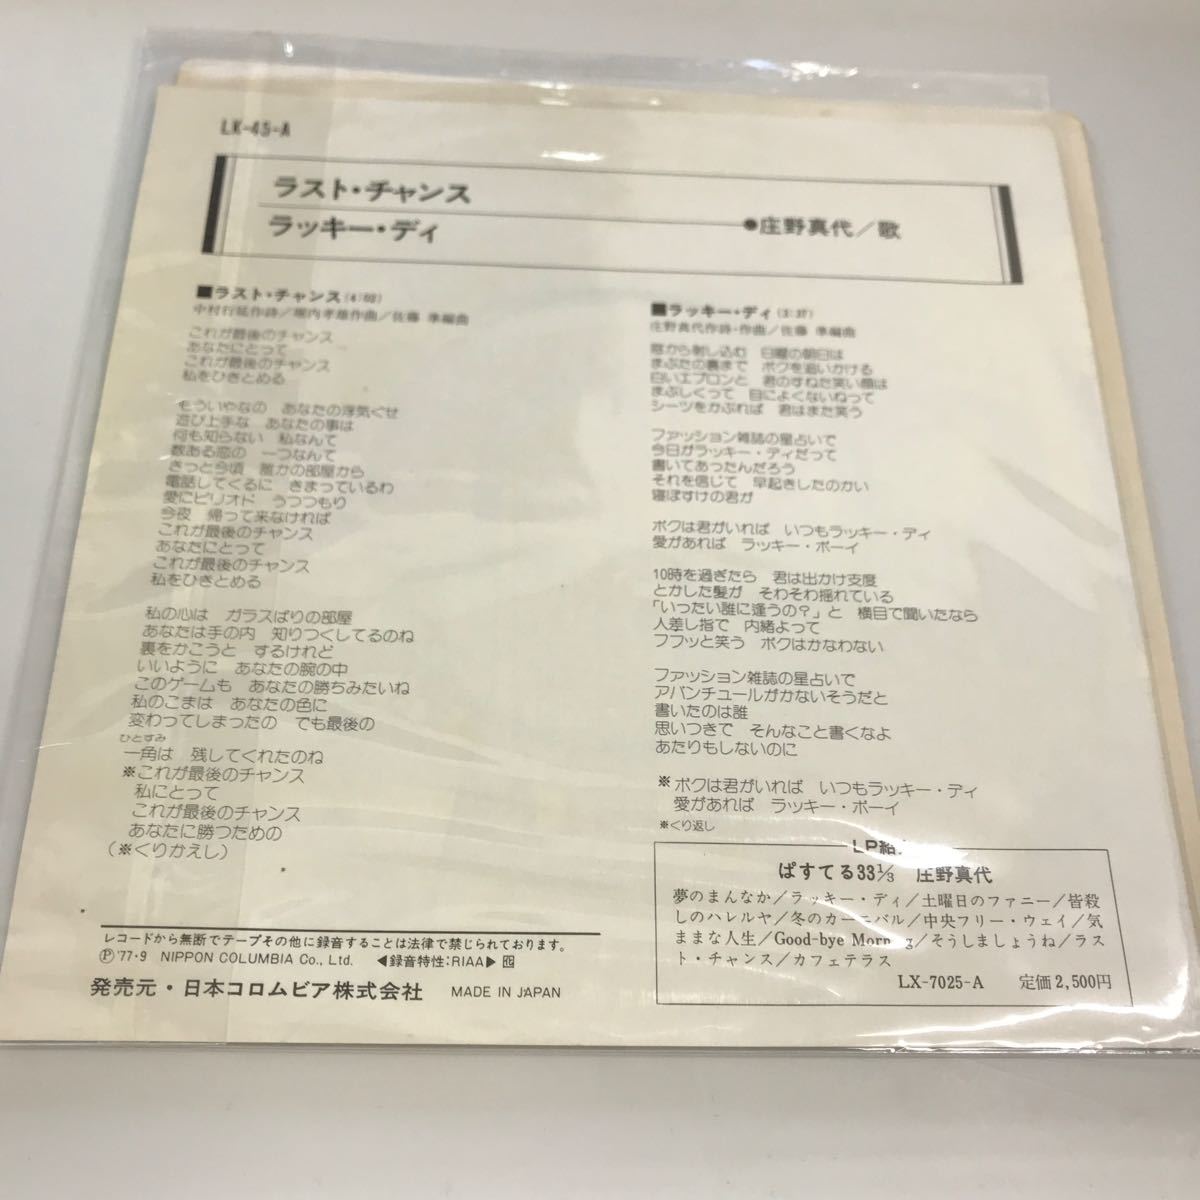 LK-45-A
ラスト・チャンス
ラッキー・ディ
●庄野真代／歌
■ラスト・チャンス(4:02)
中村行延作詩／堀内孝雄作曲／佐藤 準編曲
これが最後のチャンス
あなたにとって
これが最後のチャンス
私をひきとめる
もういやなの あなたの浮気ぐせ
遊び上手な あなたの事は
何も知らない 私なんて
数ある恋の 一つなんて
きっと今頃 誰かの部屋から
電話してくるに きまっているわ
愛にピリオド うつつもり
今夜 帰って来なければ
これが最後のチャンス
あなたにとって
これが最後のチャンス
私をひきとめる
私の心は ガラスばりの部屋
あなたは手の内 知りつくしてるのね
裏をかこうと するけれど
いいように あなたの腕の中
このゲームも あなたの勝ちみたいね
私のこまは あなたの色に
変わってしまったの でも最後の
ひとすみ
一角は 残してくれたのね
※これが最後のチャンス
私にとって
これが最後のチャンス
あなたに勝つための
(※くりかえし)
■ラッキー・ディ(3:37)
庄野真代作詩・作曲／佐藤 準編曲
窓から射し込む 日曜の朝日は
まぶたの裏まで ボクを追いかける
白いエプロンと 君のすねた笑い顔は
まぶしくって 目によくないねって
シーツをかぶれば 君はまた笑う
ファッション雑誌の星占いで
今日がラッキー・ディだって
書いてあったんだろう
それを信じて 早起きしたのかい
寝ぼすけの君が
ボクは君がいれば いつもラッキー・ディ
愛があれば ラッキー・ボーイ
10時を過ぎたら 君は出かけ支度
とかした髪が そわそわ揺れている
「いったい誰に逢うの？」と 横目で聞いたなら
人差し指で 内緒よって
フフッと笑う ボクはかなわない
ファッション雑誌の星占いで
アバンチュールがかないそうだと
書いたのは誰
思いつきで そんなこと書くなよ
あたりもしないのに
※ボクは君がいれば いつもラッキー・ディ
愛があれば ラッキー・ボーイ
※くり返し
LP紹
ぱすてる33⅓ 庄野真代
夢のまんなか／ラッキー・ディ／土曜日のファニー／皆殺
しのハレルヤ／冬のカーニバル／中央フリー・ウェイ／気
ままな人生／Good-bye Morn g／そうしましょうね／ラス
ト・チャンス／カフェテラス
LX-7025-A 定価2,500円
レコードから無断でテープその他に録音することは法律で禁じられております。
Ⓟ'77・9 NIPPON COLUMBIA Co., Ltd. ◀録音特性:RIAA▶
発売元・日本コロムビア株式会社 MADE IN JAPAN